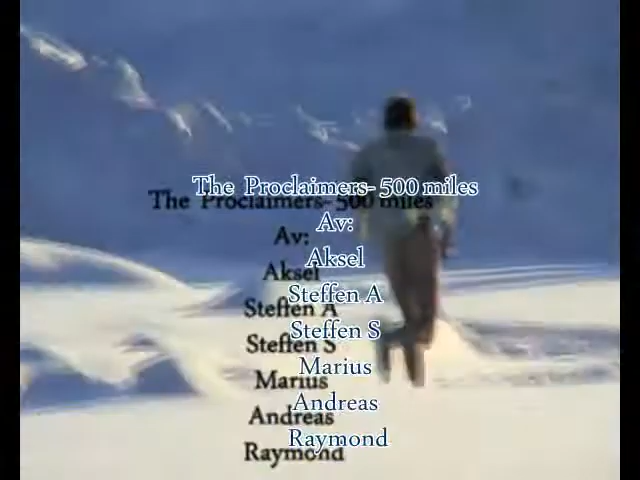 The Proclaimers- 500 miles
Av:
Aksel
Steffen A
Steffen S
Marius
Andreas
Raymond